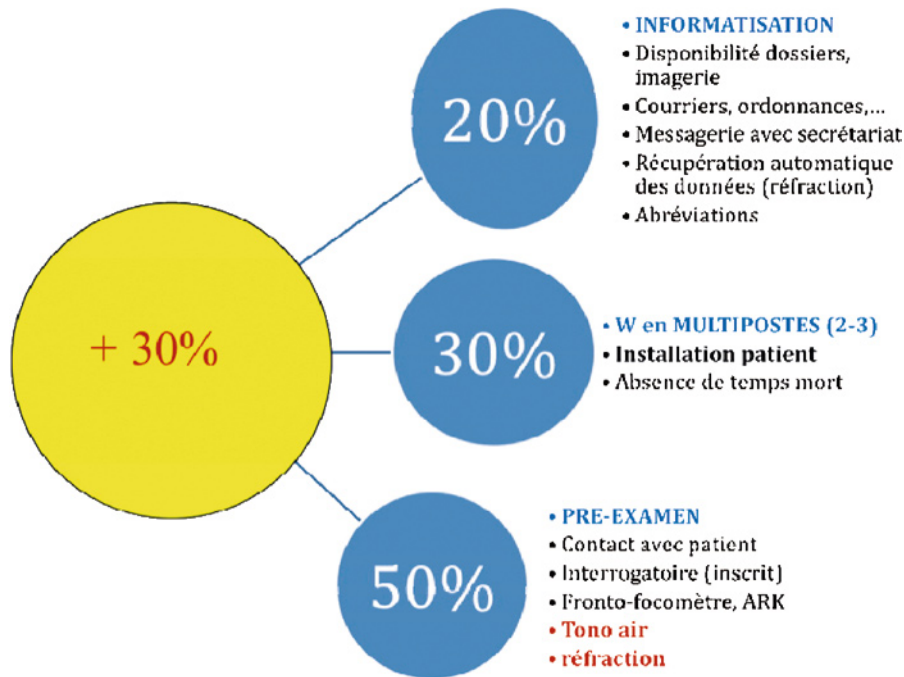 20%
• INFORMATISATION
• Disponibilité dossiers,
imagerie
• Courriers, ordonnances,...
• Messagerie avec secrétariat
• Récupération automatique
des données (réfraction)
• Abréviations
+ 30%
30%
• W en MULTIPOSTES (2-3)
• Installation patient
• Absence de temps mort
50%
• PRE-EXAMEN
• Contact avec patient
• Interrogatoire (inscrit)
• Fronto-focomètre, ARK
• Tono air
• réfraction